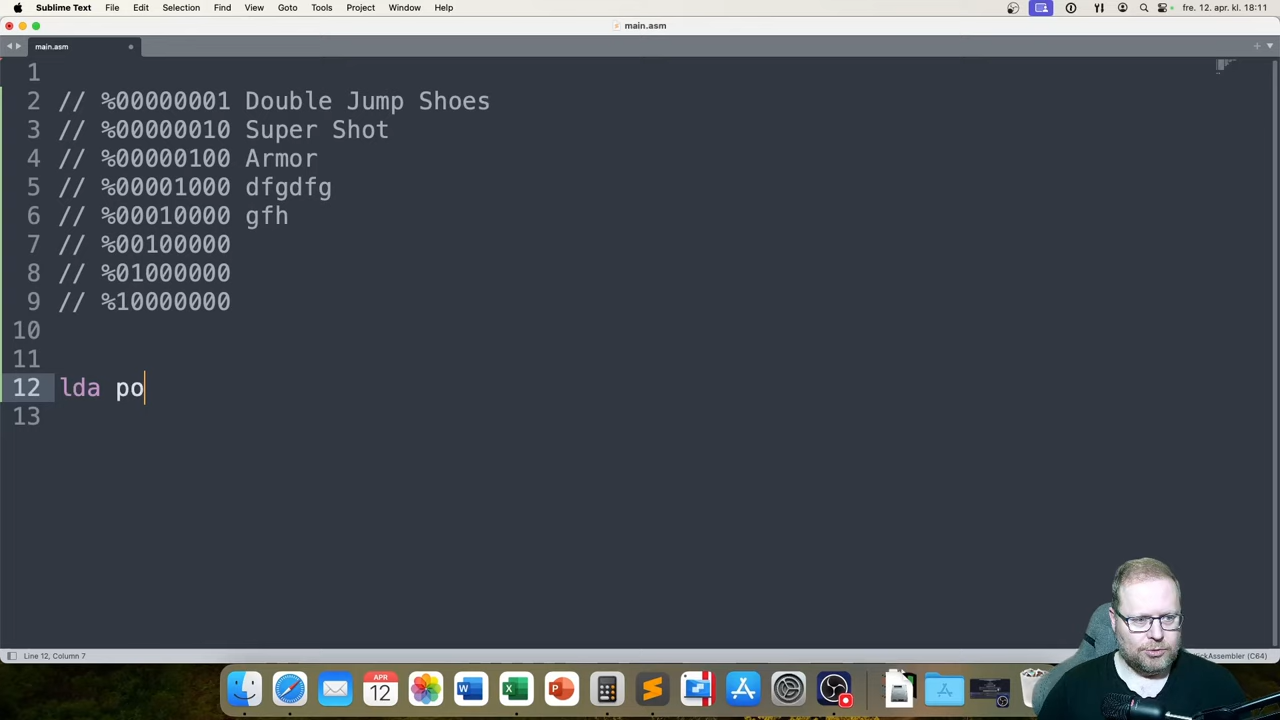 Sublime Text File Edit Selection Find View Goto Tools Project Window Help
fre. 12. apr. kl. 18:11
main.asm
main.asm
1
2 // %00000001 Double Jump Shoes
3 // %00000010 Super Shot
4 // %00000100 Armor
5 // %00001000 dfgdfg
6 // %00010000 gfh
7 // %00100000
8 // %01000000
9 // %10000000
10
11
12 lda po
13
Line 12, Column 7
KickAssembler (C64)
APR
12